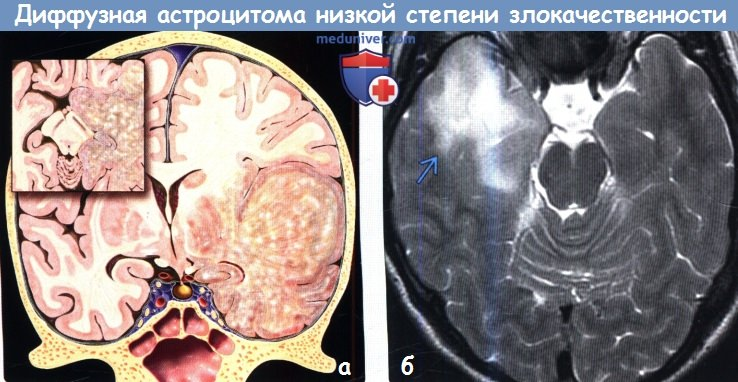 Диффузная астроцитома низкой степени злокачественности
meduniver.com
а
б